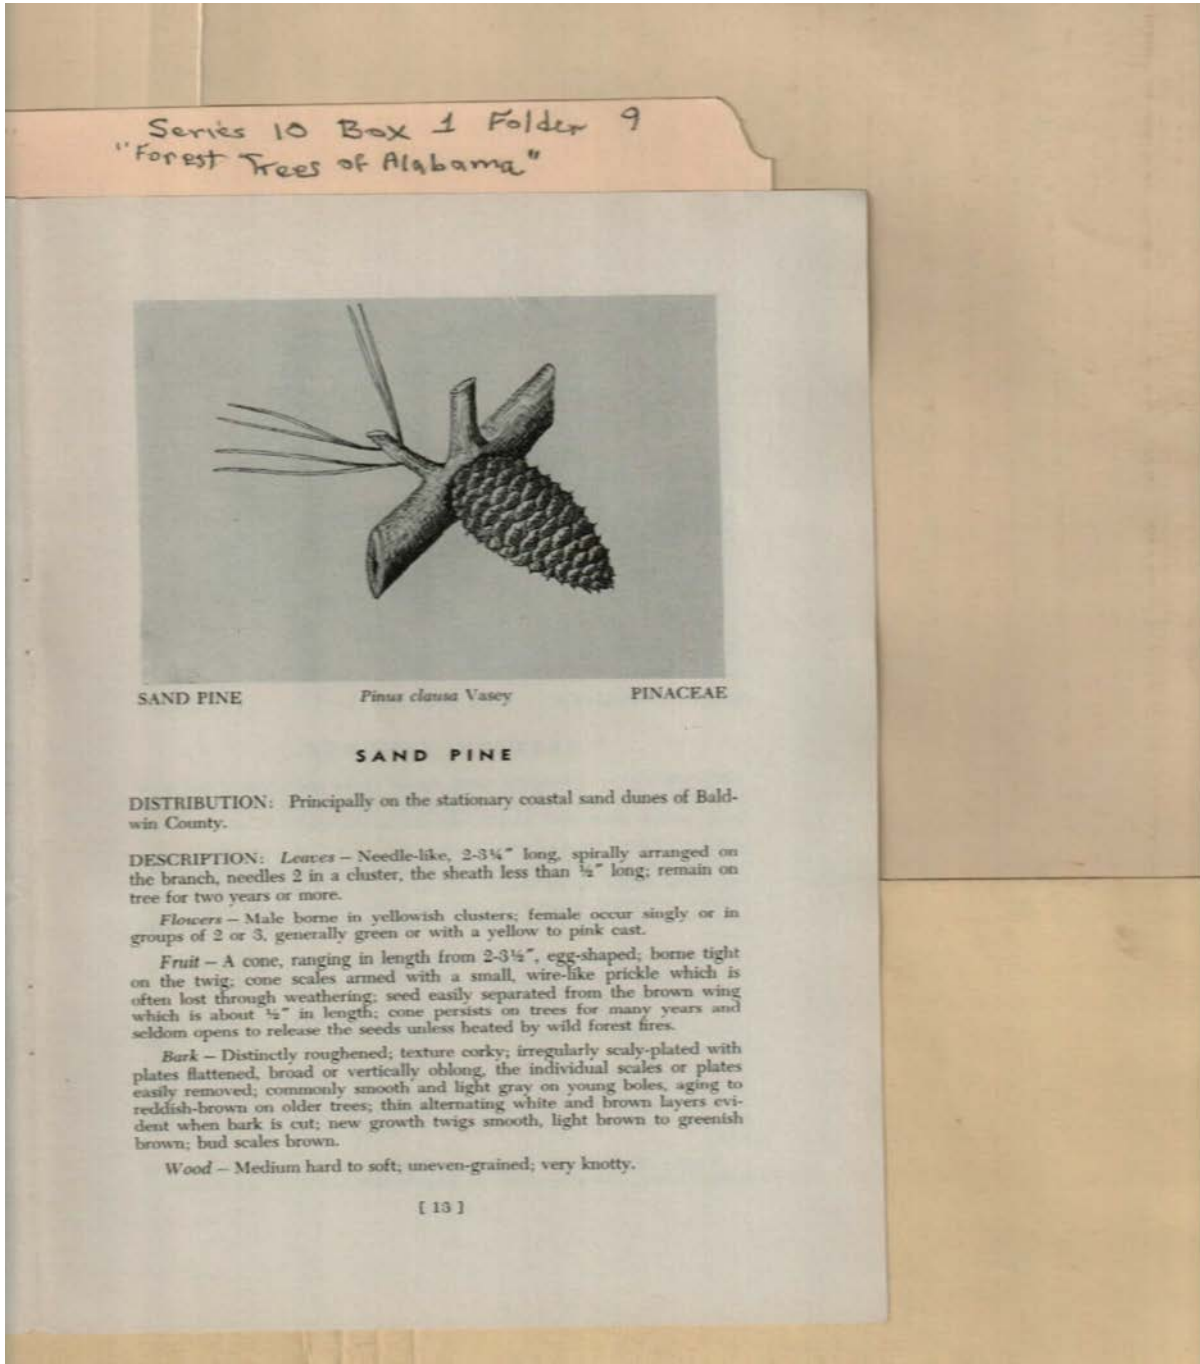 Series 10 Box 1 Folder 9
"Forest Trees of Alabama"
SAND PINE Pinus clausa Vasey PINACEAE
SAND PINE
DISTRIBUTION: Principally on the stationary coastal sand dunes of Bald-
win County.
DESCRIPTION: Leaves – Needle-like, 2-3¼" long, spirally arranged on
the branch, needles 2 in a cluster, the sheath less than ½" long; remain on
tree for two years or more.
Flowers – Male borne in yellowish clusters; female occur singly or in
groups of 2 or 3, generally green or with a yellow to pink cast.
Fruit – A cone, ranging in length from 2-3½", egg-shaped; borne tight
on the twig; cone scales armed with a small, wire-like prickle which is
often lost through weathering; seed easily separated from the brown wing
which is about ½" in length; cone persists on trees for many years and
seldom opens to release the seeds unless heated by wild forest fires.
Bark – Distinctly roughened; texture corky; irregularly scaly-plated with
plates flattened, broad or vertically oblong, the individual scales or plates
easily removed; commonly smooth and light gray on young boles, aging to
reddish-brown on older trees; thin alternating white and brown layers evi-
dent when bark is cut; new growth twigs smooth, light brown to greenish
brown; bud scales brown.
Wood – Medium hard to soft; uneven-grained; very knotty.
[ 13 ]